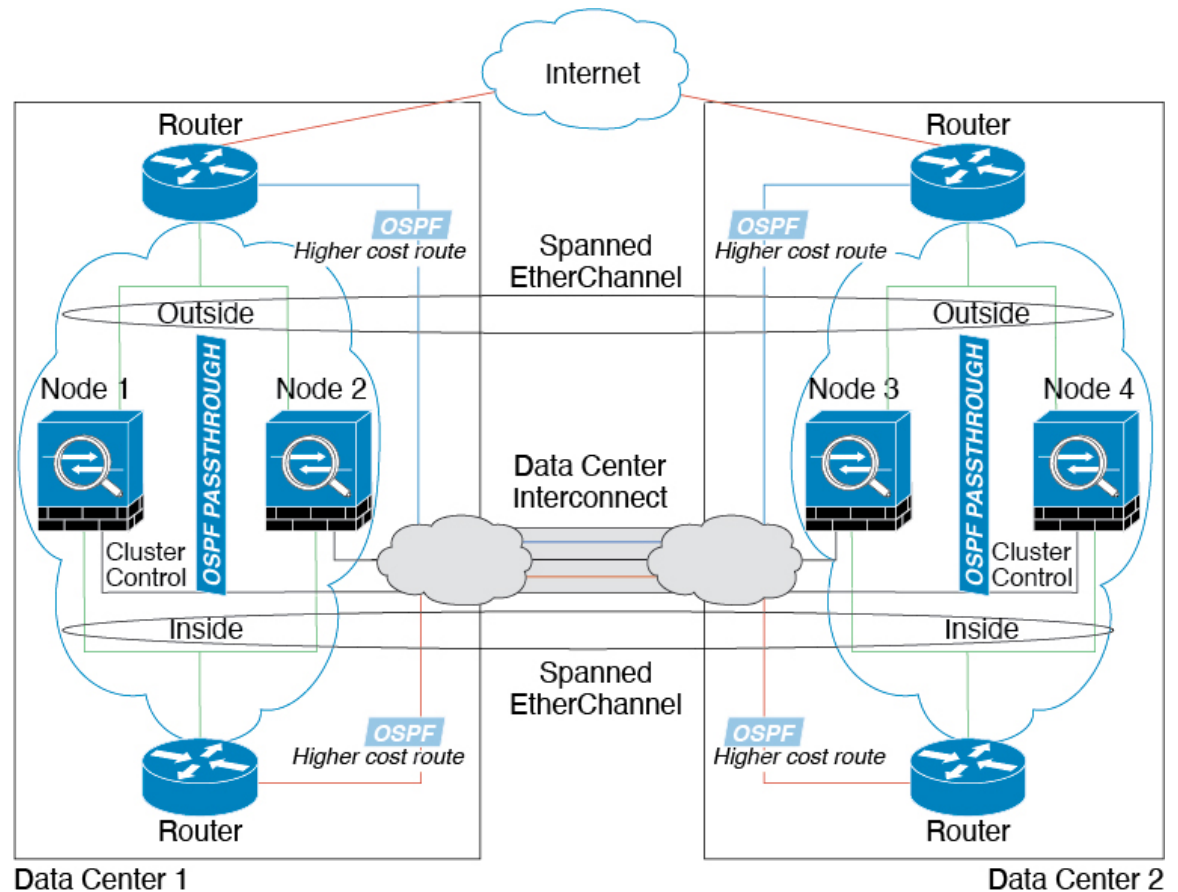 Internet
Router
Router
OSPF
Higher cost route
OSPF
Higher cost route
Spanned
EtherChannel
Outside
Outside
Node 1
Node 2
Node 3
Node 4
OSPF PASSTHROUGH
OSPF PASSTHROUGH
Data Center
Interconnect
Cluster
Control
Cluster
Control
Inside
Inside
Spanned
EtherChannel
OSPF
Higher cost route
OSPF
Higher cost route
Router
Router
Data Center 1
Data Center 2